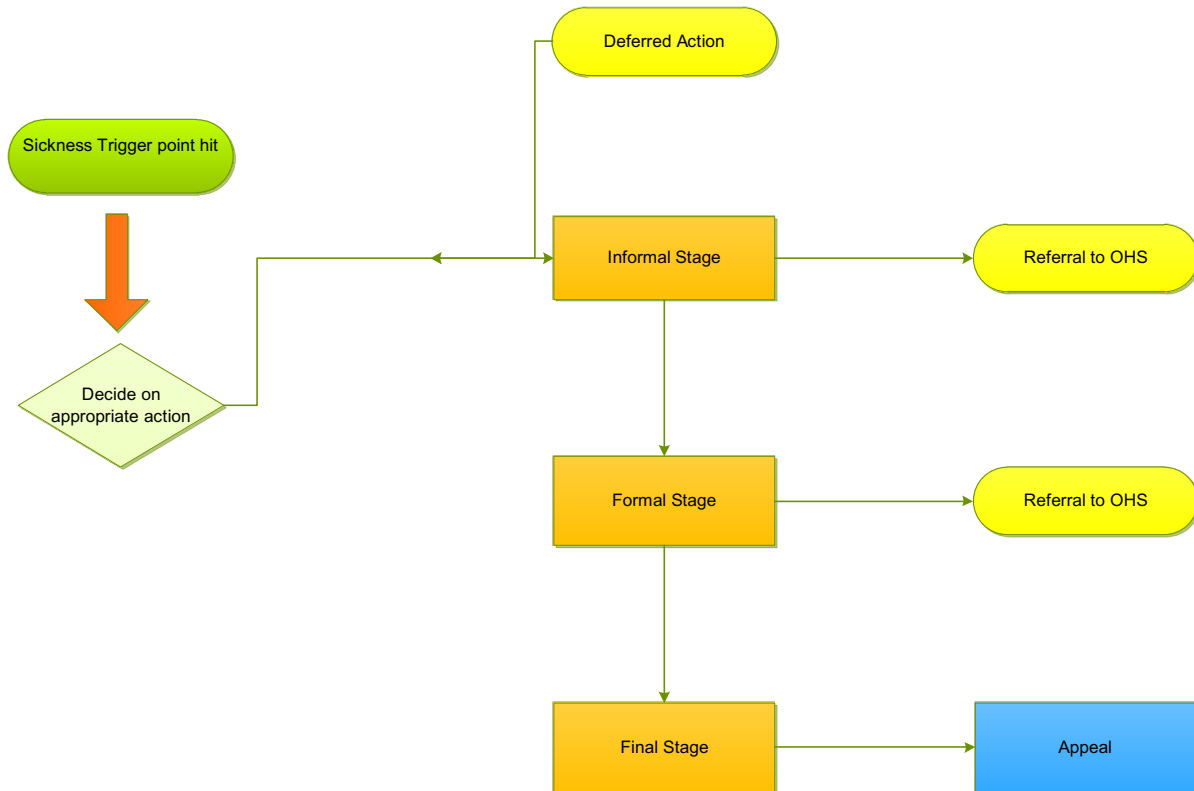 Deferred Action
Sickness Trigger point hit
Informal Stage
Referral to OHS
Decide on
appropriate action
Formal Stage
Referral to OHS
Final Stage
Appeal